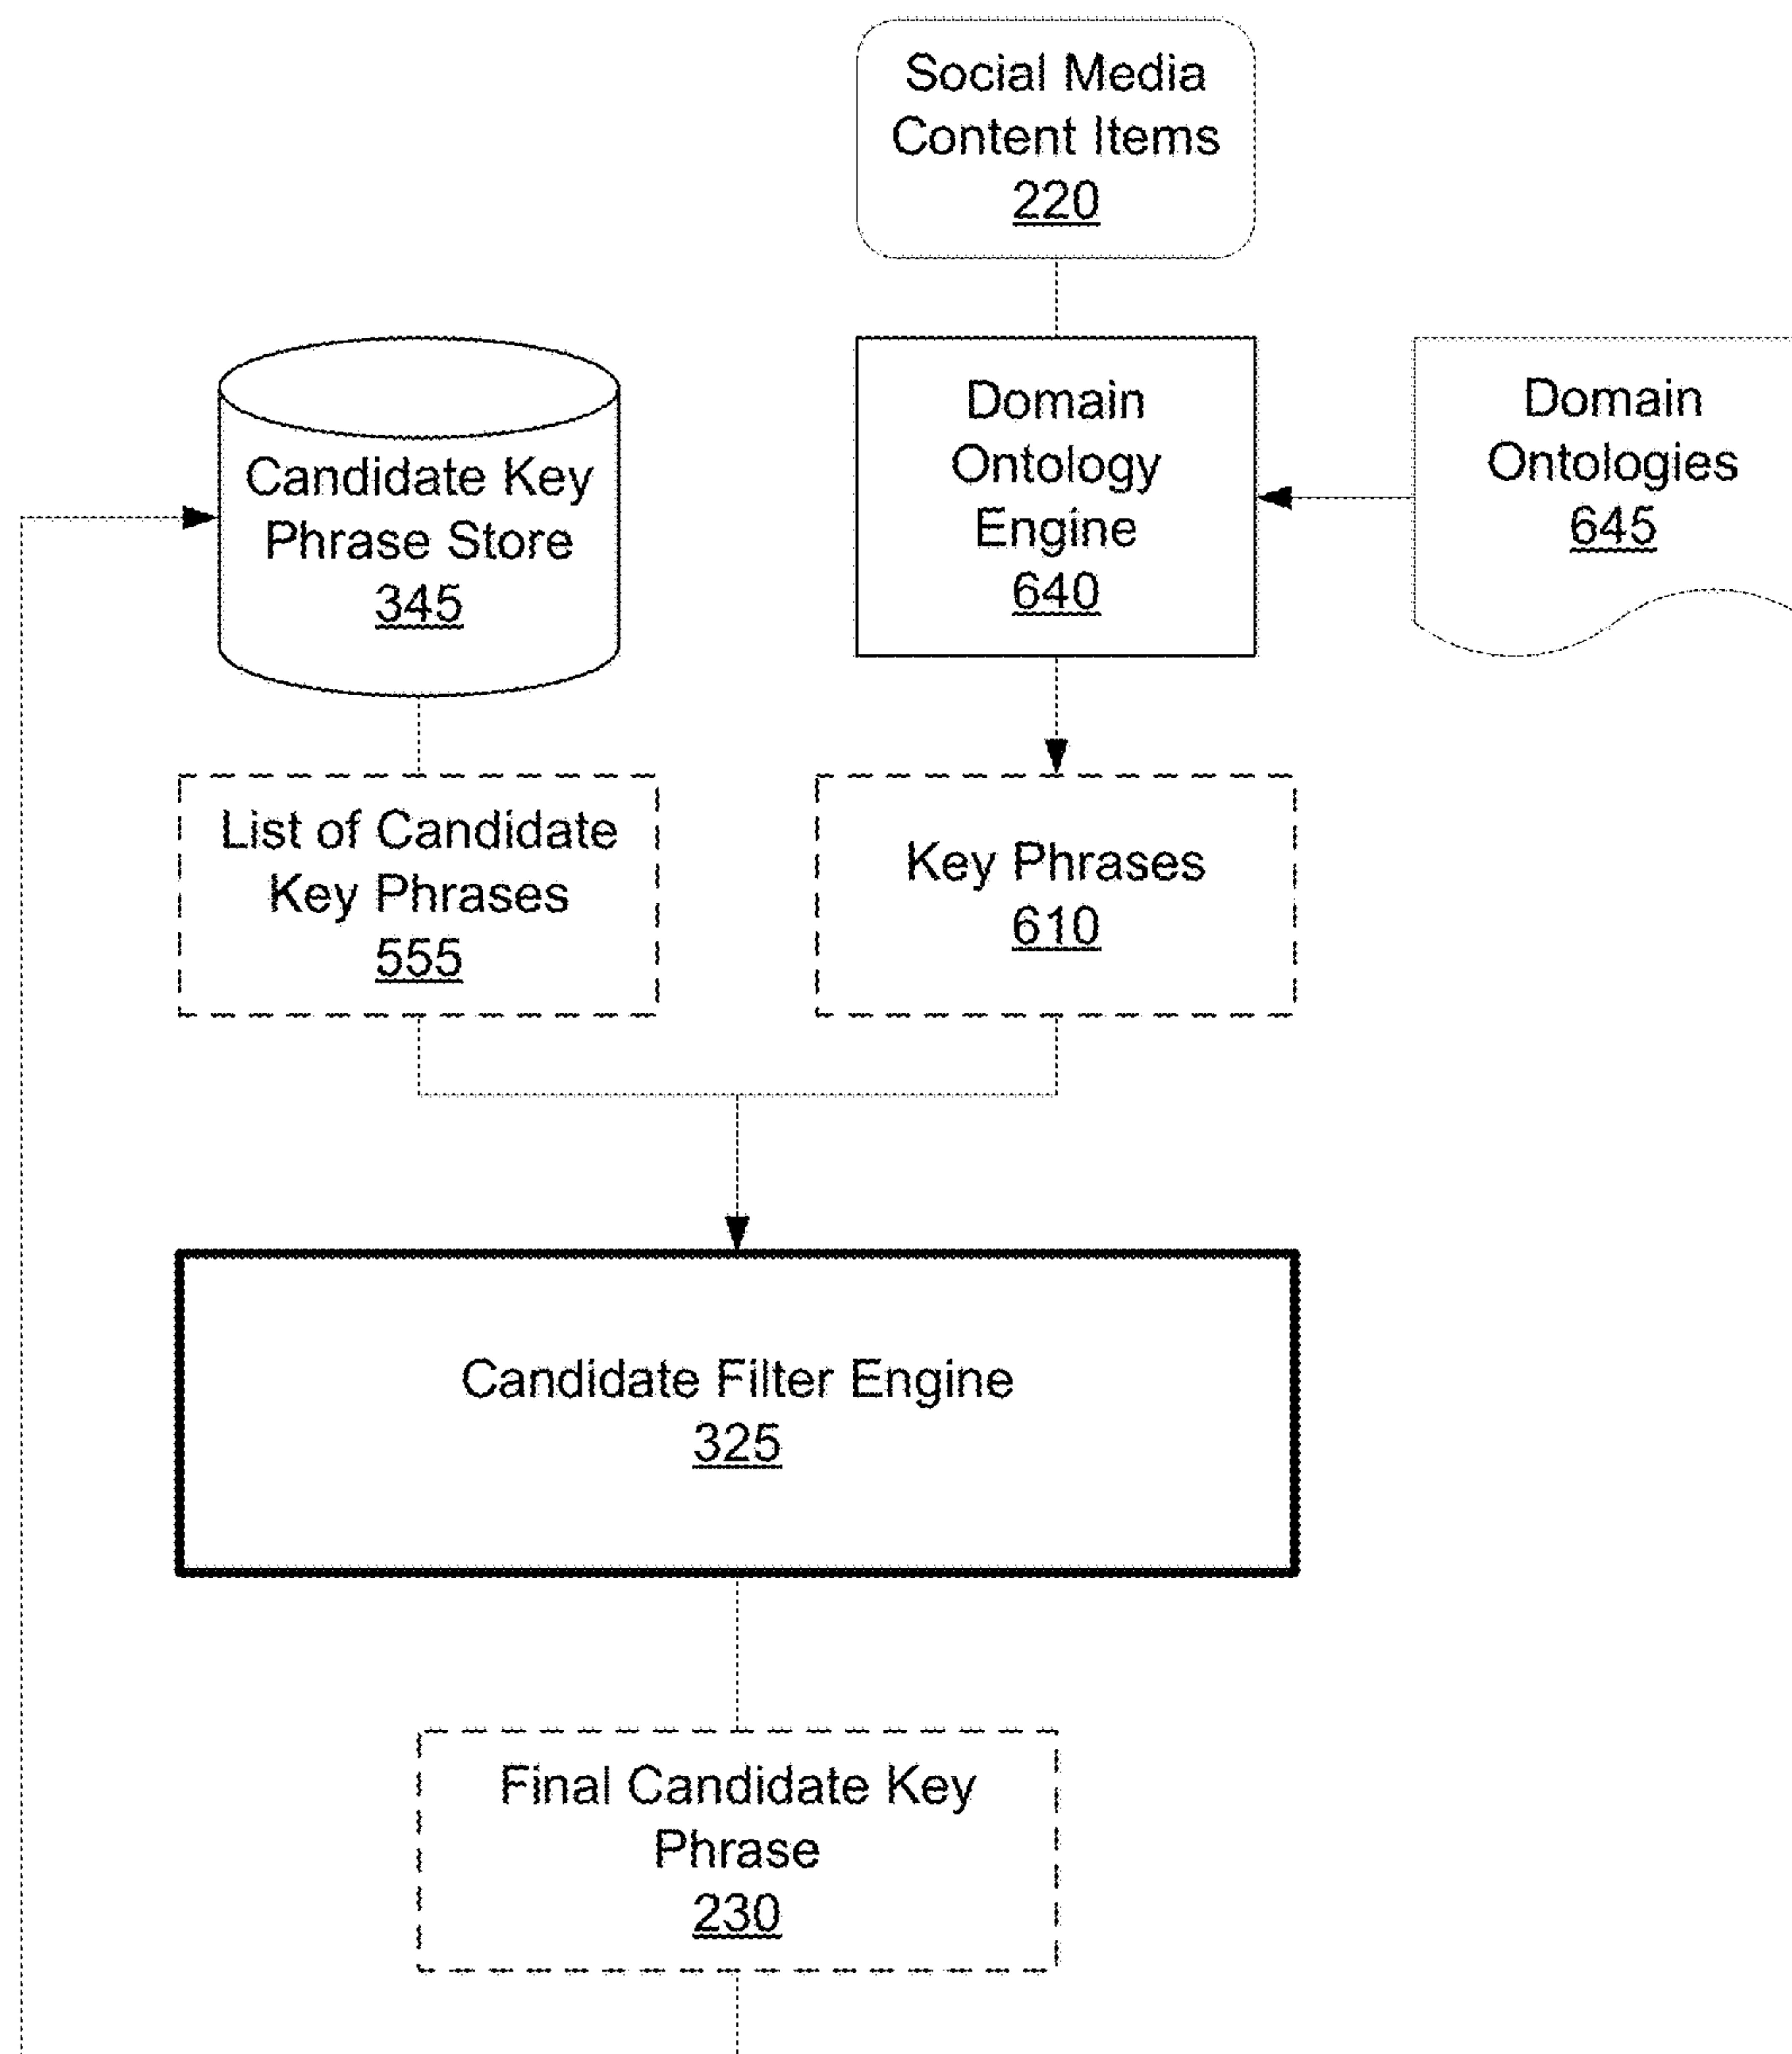 Social Media
Content Items
220
Candidate Key
Phrase Store
345
Domain
Ontology
Engine
640
Domain
Ontologies
645
List of Candidate
Key Phrases
555
Key Phrases
610
Candidate Filter Engine
325
Final Candidate Key
Phrase
230